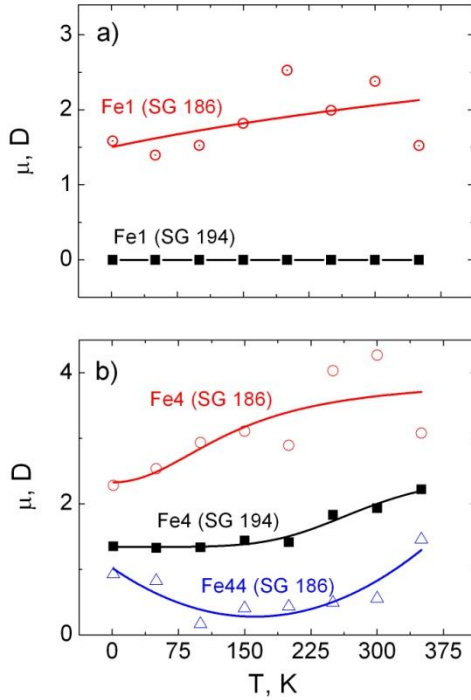 a)
3
2
1
0
μ, D
Fe1 (SG 186)
Fe1 (SG 194)
b)
4
2
0
μ, D
Fe4 (SG 186)
Fe4 (SG 194)
Fe44 (SG 186)
0 75 150 225 300 375
T, K